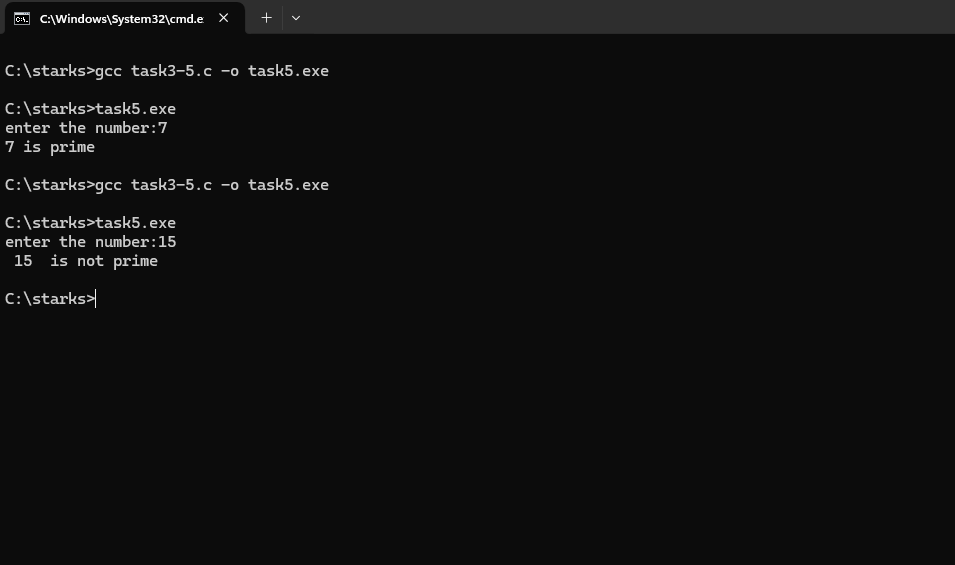 C:\Windows\System32\cmd.e
C:\starks>gcc task3-5.c -o task5.exe
C:\starks>task5.exe
enter the number:7
7 is prime
C:\starks>gcc task3-5.c -o task5.exe
C:\starks>task5.exe
enter the number:15
 15  is not prime
C:\starks>